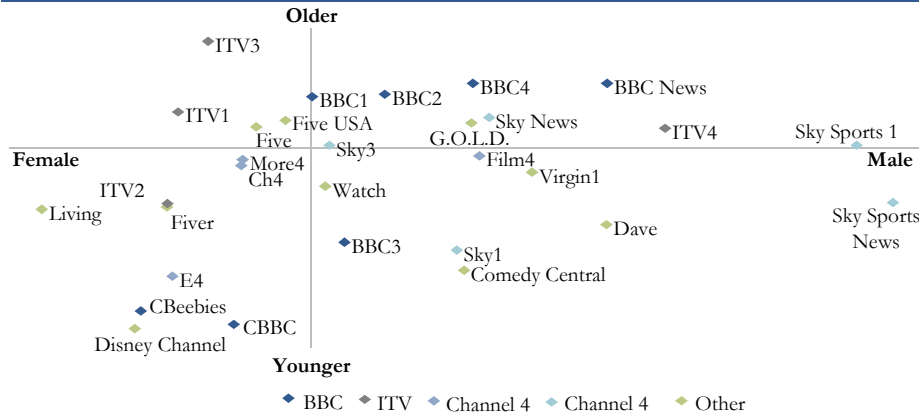 Older
ITV3
BBC1
BBC2
BBC4
BBC News
ITV1
Five USA
Sky News
Five
G.O.L.D.
ITV4
Sky Sports 1
Female
Sky3
Film4
Male
More4
Ch4
Virgin1
ITV2
Watch
Living
Fiver
Dave
Sky Sports
News
BBC3
Sky1
Comedy Central
E4
CBeebies
CBBC
Disney Channel
Younger
BBC ITV Channel 4 Channel 4 Other